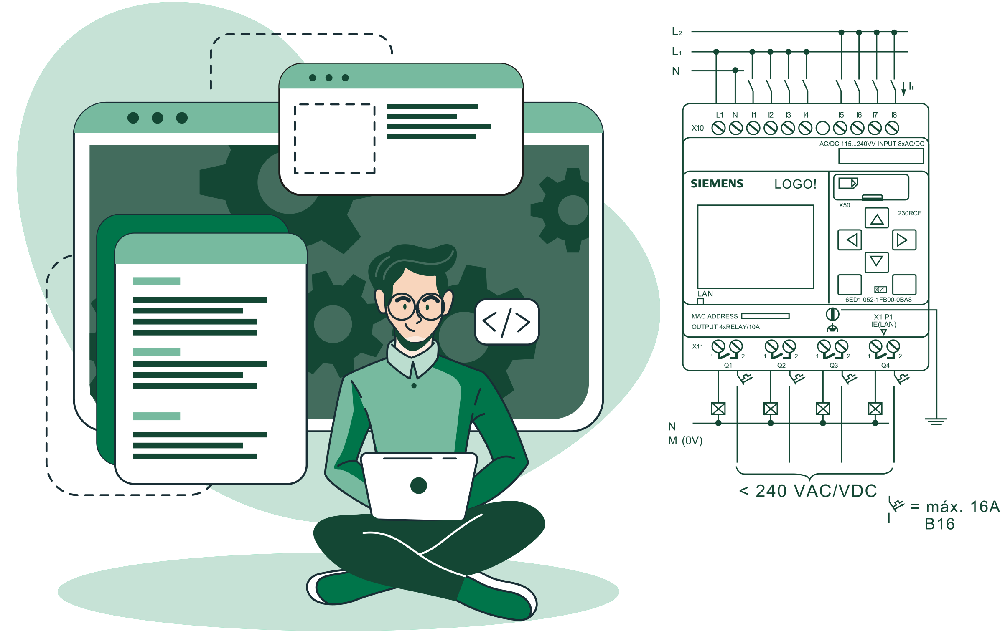 L2
L1
N
I1
L1 N I1 I2 I3 I4 I5 I6 I7 I8
X10
AC/DC 115...240VV INPUT 8xAC/DC
SIEMENS LOGO!
X50
230RCE
LAN
6ED1 052-1FB00-0BA8
MAC ADDRESS
OUTPUT 4xRELAY/10A
X1 P1
IE(LAN)
X11
1 2 1 2 1 2 1 2
Q1 Q2 Q3 Q4
N
M (0V)
< 240 VAC/VDC
= máx. 16A
B16